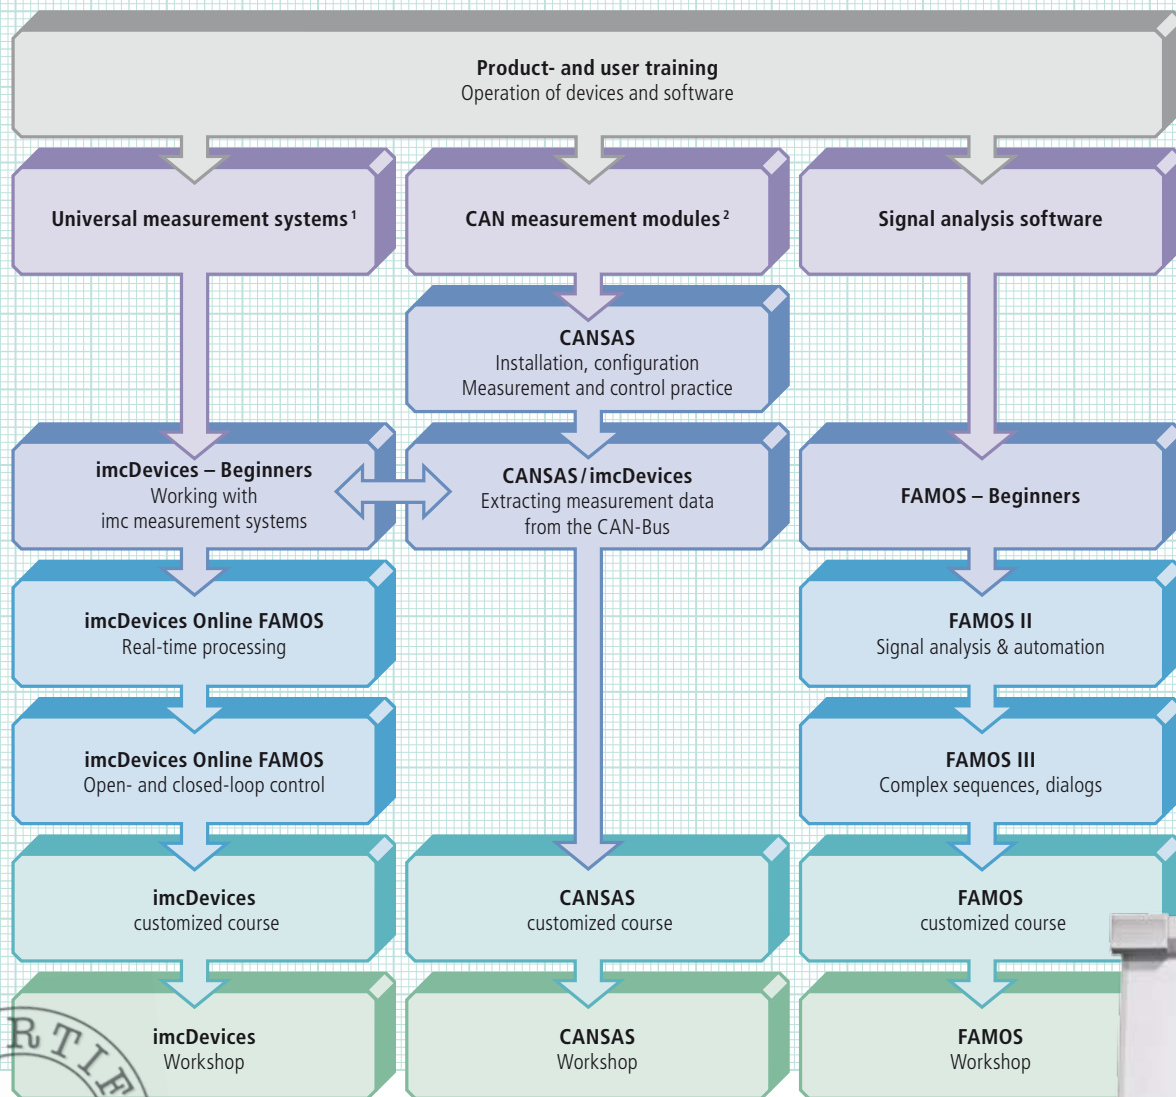 Product- and user training
Operation of devices and software
Universal measurement systems 1
CAN measurement modules 2
Signal analysis software
CANSAS
Installation, configuration
Measurement and control practice
imcDevices – Beginners
Working with
imc measurement systems
CANSAS/imcDevices
Extracting measurement data
from the CAN-Bus
FAMOS – Beginners
imcDevices Online FAMOS
Real-time processing
FAMOS II
Signal analysis & automation
imcDevices Online FAMOS
Open- and closed-loop control
FAMOS III
Complex sequences, dialogs
imcDevices
customized course
CANSAS
customized course
FAMOS
customized course
imcDevices
Workshop
CANSAS
Workshop
FAMOS
Workshop
RTIF